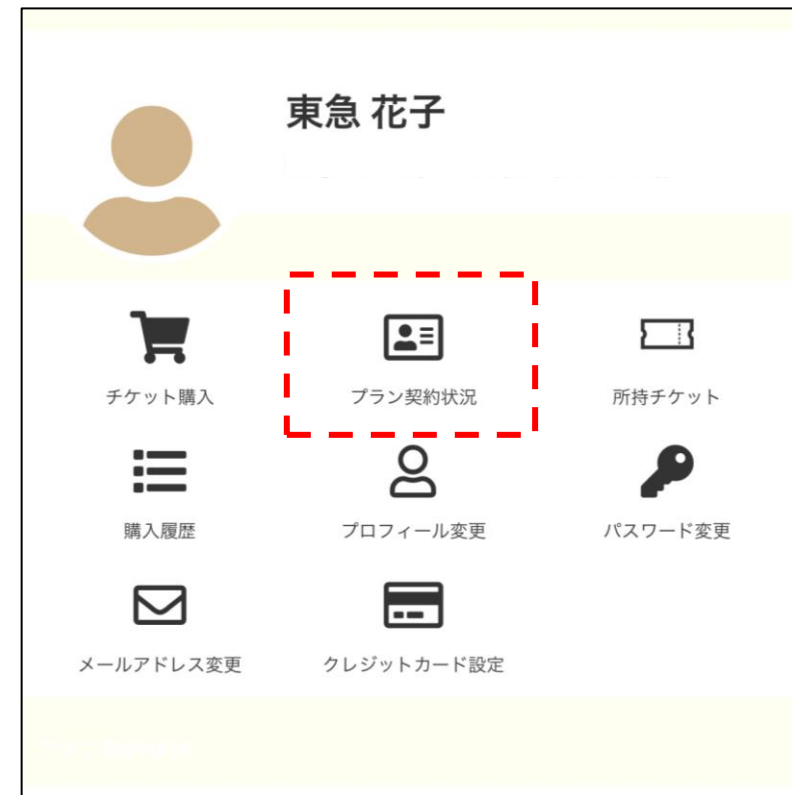 東急 花子
チケット購入
プラン契約状況
所持チケット
購入履歴
プロフィール変更
パスワード変更
メールアドレス変更
クレジットカード設定